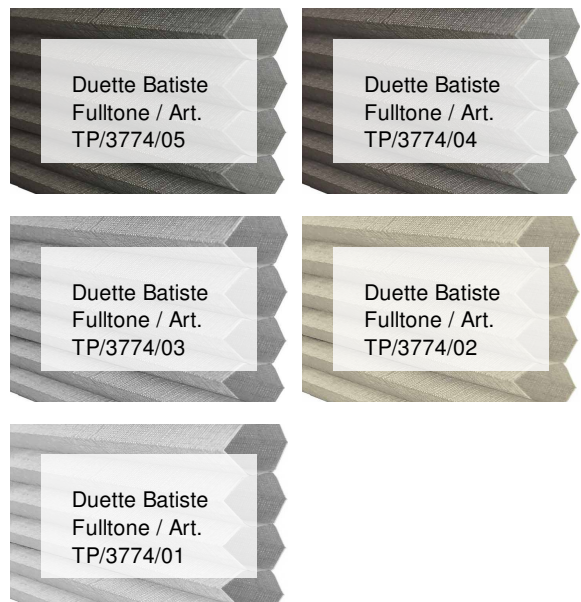 Duette Batiste
Fulltone / Art.
TP/3774/05
Duette Batiste
Fulltone / Art.
TP/3774/04
Duette Batiste
Fulltone / Art.
TP/3774/03
Duette Batiste
Fulltone / Art.
TP/3774/02
Duette Batiste
Fulltone / Art.
TP/3774/01